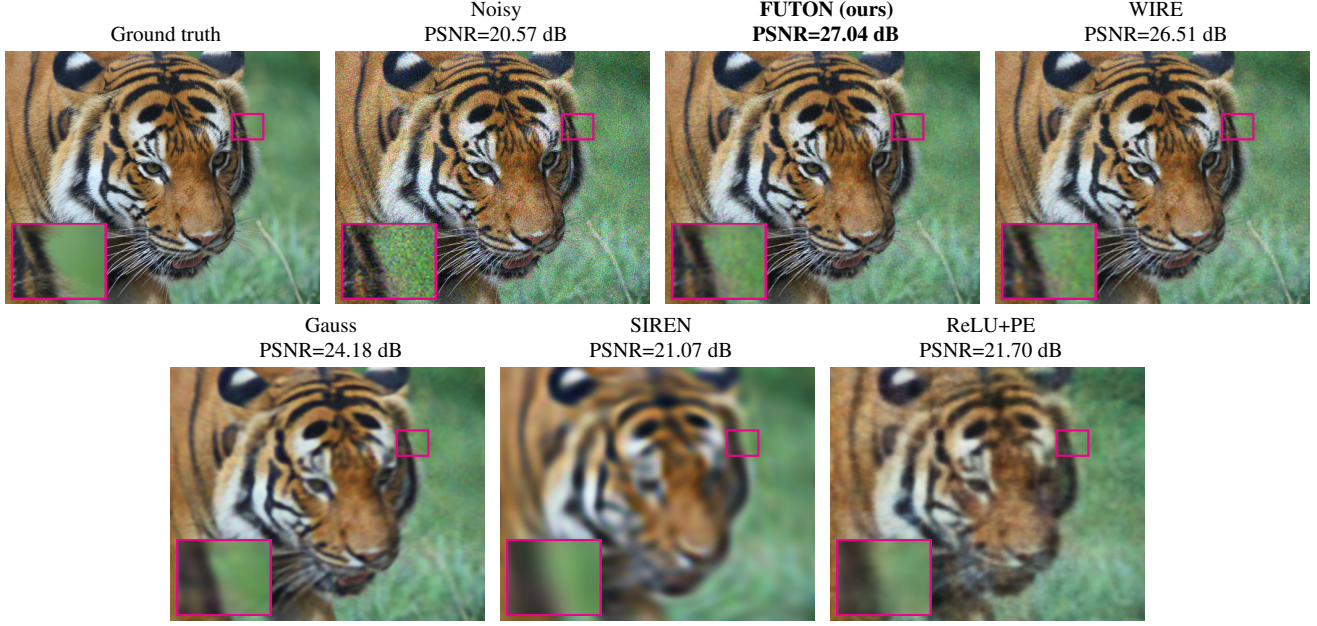 Ground truth
Noisy
PSNR=20.57 dB
FUTON (ours)
PSNR=27.04 dB
WIRE
PSNR=26.51 dB
Gauss
PSNR=24.18 dB
SIREN
PSNR=21.07 dB
ReLU+PE
PSNR=21.70 dB